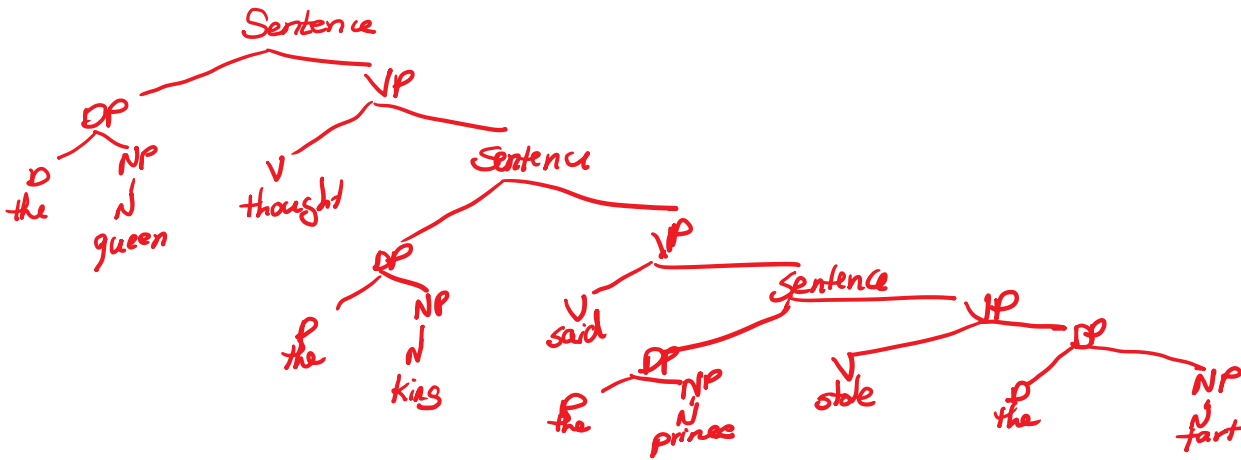 Sentence
VP
DP
D NP
the N
queen
V
thought
Sentence
VP
DP
D NP
the N
king
V
said
Sentence
VP
DP
DP
D NP
the N
prince
V
stole
D NP
the N
tart